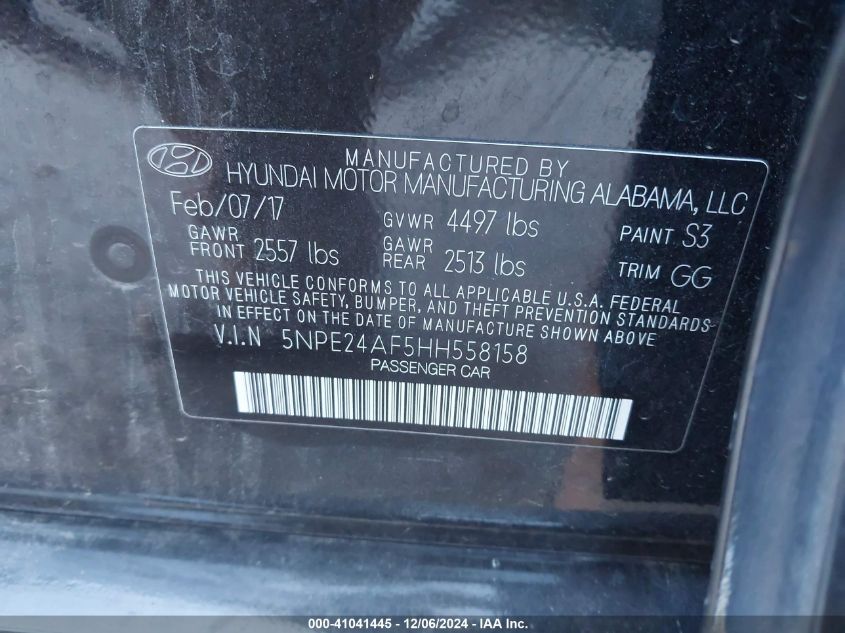 MANUFACTURED BY
HYUNDAI MOTOR MANUFACTURING ALABAMA, LLC
Feb/07/17 GVWR 4497 lbs PAINT S3
GAWR FRONT 2557 lbs GAWR REAR 2513 lbs TRIM GG
THIS VEHICLE CONFORMS TO ALL APPLICABLE U.S.A. FEDERAL
MOTOR VEHICLE SAFETY, BUMPER, AND THEFT PREVENTION STANDARDS
IN EFFECT ON THE DATE OF MANUFACTURE SHOWN ABOVE.
V.I.N 5NPE24AF5HH558158
PASSENGER CAR
000-41041445 - 12/06/2024 - IAA Inc.